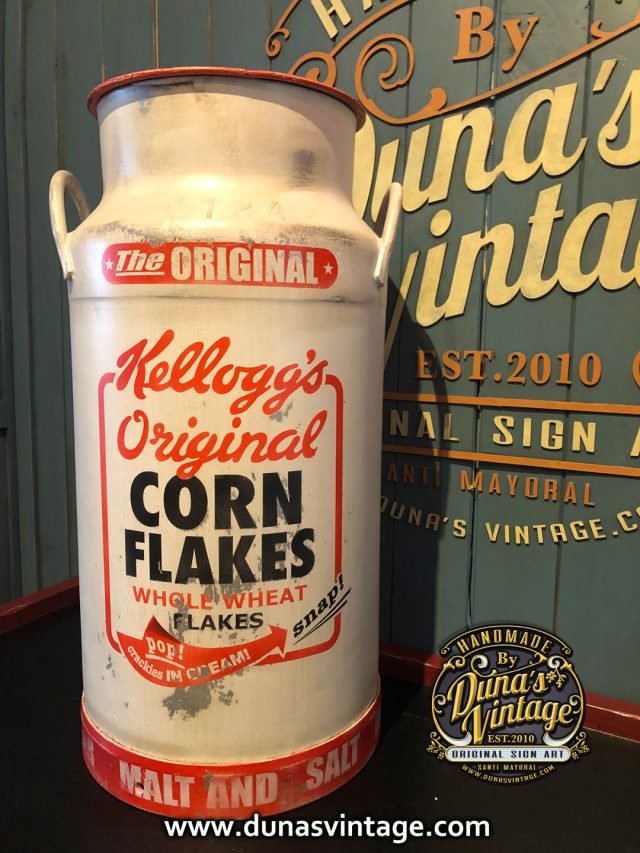 The ORIGINAL
Kellogg's
Original
CORN
FLAKES
WHOLE WHEAT
FLAKES
snap!
pop!
crackles IN CREAM!
MALT AND SALT
By
Duna's
Vintage
EST.2010
NAL SIGN
SANTI MAYORAL
DUNA'S VINTAGE.C
HANDMADE
By
Duna's
Vintage
EST.2010
ORIGINAL SIGN ART
SANTI MAYORAL
www.DUNASVINTAGE.COM
www.dunasvintage.com